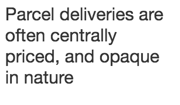 Parcel deliveries are
often centrally
priced, and opaque
in nature